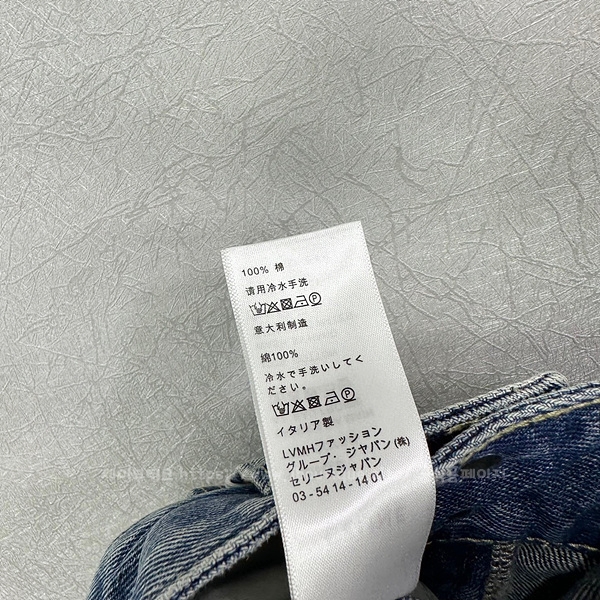 100% 棉
请用冷水手洗
意大利制造
綿100%
冷水で手洗いしてく
ださい。
イタリア製
LVMHファッション
グループ・ジャパン(株)
セリーヌジャパン
03-5414-1401